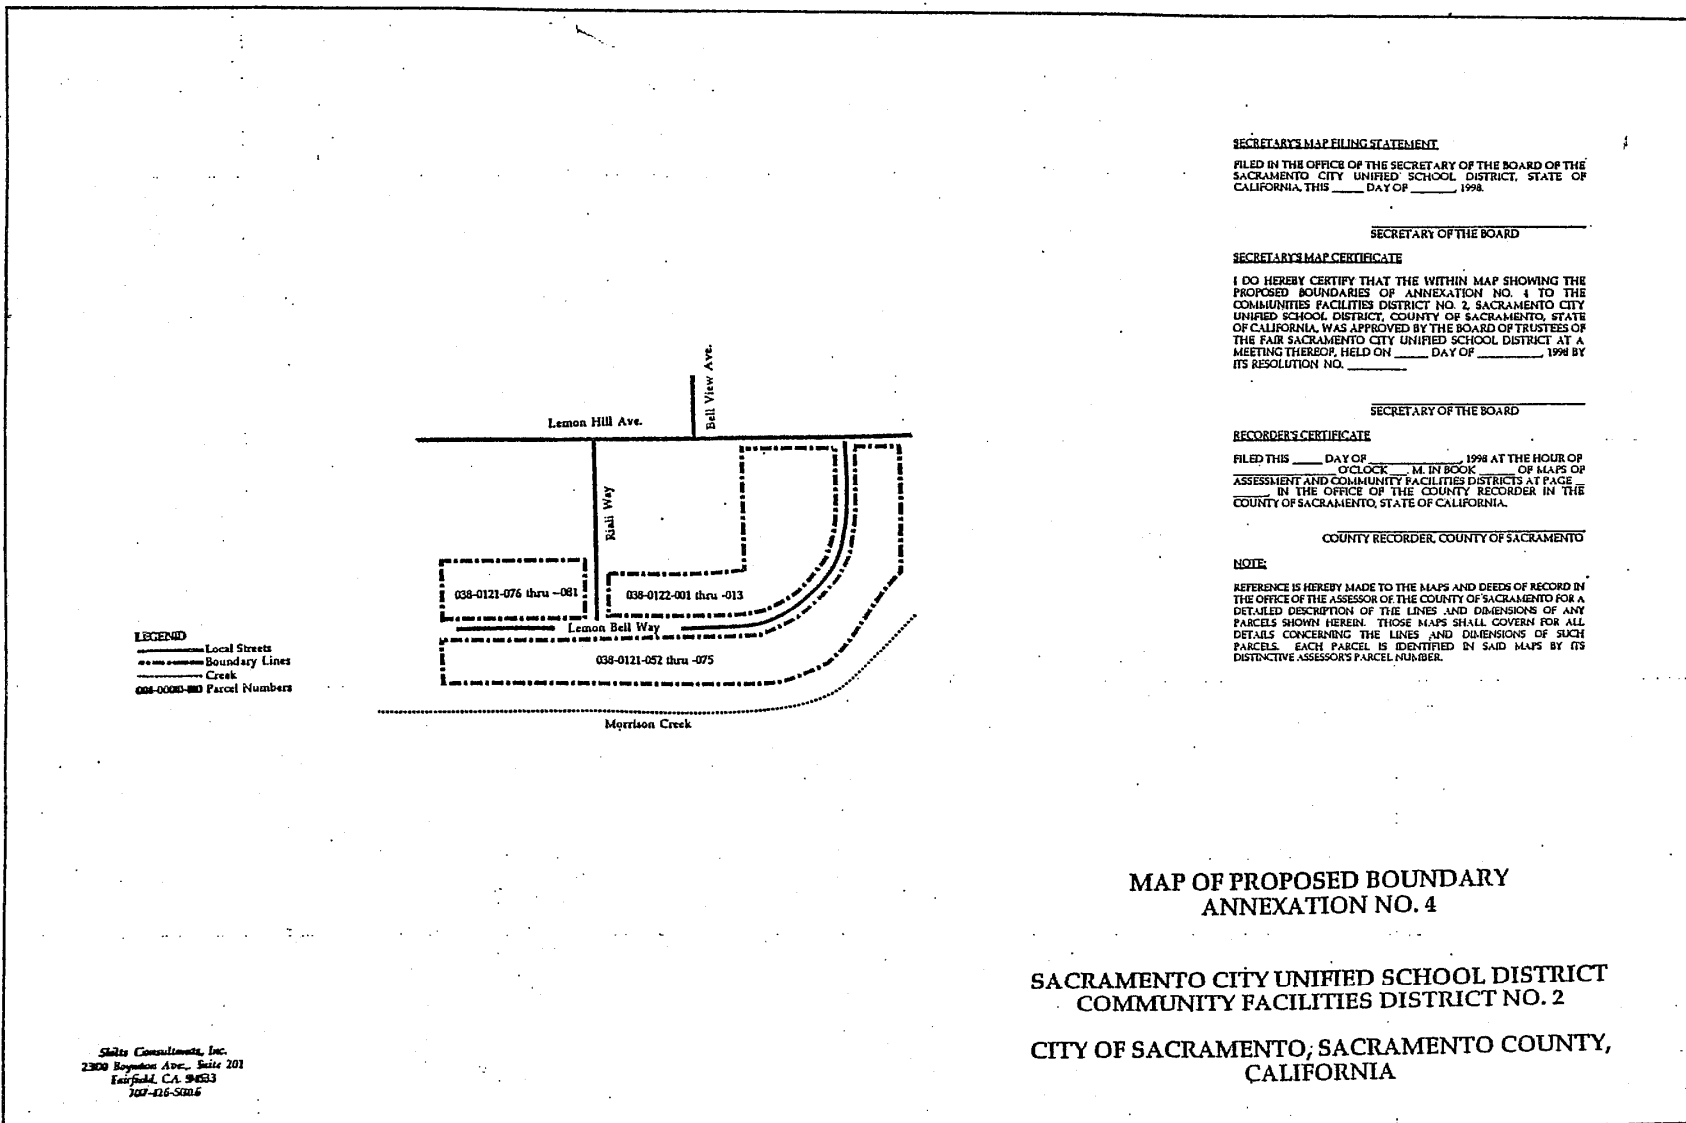 SECRETARY'S MAP FILING STATEMENT
FILED IN THE OFFICE OF THE SECRETARY OF THE BOARD OF THE
SACRAMENTO CITY UNIFIED SCHOOL DISTRICT, STATE OF
CALIFORNIA, THIS _____ DAY OF _______, 1998.
SECRETARY OF THE BOARD
SECRETARY'S MAP CERTIFICATE
I DO HEREBY CERTIFY THAT THE WITHIN MAP SHOWING THE
PROPOSED BOUNDARIES OF ANNEXATION NO. 4 TO THE
COMMUNITIES FACILITIES DISTRICT NO. 2, SACRAMENTO CITY
UNIFIED SCHOOL DISTRICT, COUNTY OF SACRAMENTO, STATE
OF CALIFORNIA, WAS APPROVED BY THE BOARD OF TRUSTEES OF
THE FAIR SACRAMENTO CITY UNIFIED SCHOOL DISTRICT AT A
MEETING THEREOF, HELD ON _____ DAY OF __________, 1998 BY
ITS RESOLUTION NO. _________
SECRETARY OF THE BOARD
RECORDER'S CERTIFICATE
FILED THIS _____ DAY OF ______________, 1998 AT THE HOUR OF
_______________ O'CLOCK ___. M. IN BOOK ______ OF MAPS OF
ASSESSMENT AND COMMUNITY FACILITIES DISTRICTS AT PAGE _
_____, IN THE OFFICE OF THE COUNTY RECORDER IN THE
COUNTY OF SACRAMENTO, STATE OF CALIFORNIA.
COUNTY RECORDER, COUNTY OF SACRAMENTO
NOTE:
REFERENCE IS HEREBY MADE TO THE MAPS AND DEEDS OF RECORD IN
THE OFFICE OF THE ASSESSOR OF THE COUNTY OF SACRAMENTO FOR A
DETAILED DESCRIPTION OF THE LINES AND DIMENSIONS OF ANY
PARCELS SHOWN HEREIN. THOSE MAPS SHALL GOVERN FOR ALL
DETAILS CONCERNING THE LINES AND DIMENSIONS OF SUCH
PARCELS. EACH PARCEL IS IDENTIFIED IN SAID MAPS BY ITS
DISTINCTIVE ASSESSOR'S PARCEL NUMBER.
Bell View Ave.
Lemon Hill Ave.
Riali Way
038-0121-076 thru -081
038-0122-001 thru -013
Lemon Bell Way
038-0121-052 thru -075
Morrison Creek
LEGEND
Local Streets
Boundary Lines
Creek
Parcel Numbers
MAP OF PROPOSED BOUNDARY
ANNEXATION NO. 4
SACRAMENTO CITY UNIFIED SCHOOL DISTRICT
COMMUNITY FACILITIES DISTRICT NO. 2
CITY OF SACRAMENTO, SACRAMENTO COUNTY,
CALIFORNIA
Consultants, Inc.
2300 Boynton Ave., Suite 201
Fairfield, CA 94533